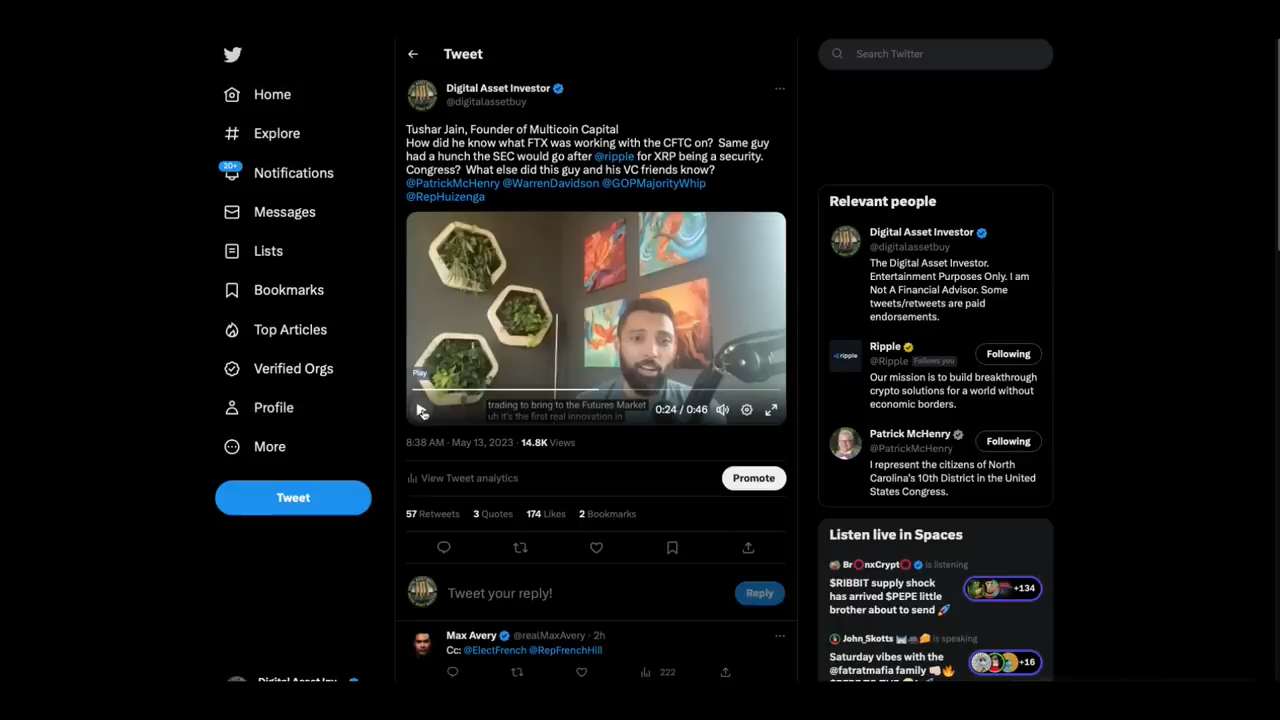 Tweet
Search Twitter
Home
Explore
20+
Notifications
Messages
Lists
Bookmarks
Top Articles
Verified Orgs
Profile
More
Tweet
Digital Asset Investor
@digitalassetbuy
Tushar Jain, Founder of Multicoin Capital
How did he know what FTX was working with the CFTC on? Same guy
had a hunch the SEC would go after @ripple for XRP being a security.
Congress? What else did this guy and his VC friends know?
@PatrickMcHenry @WarrenDavidson @GOPMajorityWhip
@RepHuizenga
Play
trading to bring to the Futures Market
uh it's the first real innovation in
0:24 / 0:46
8:38 AM · May 13, 2023 · 14.8K Views
View Tweet analytics
Promote
57 Retweets 3 Quotes 174 Likes 2 Bookmarks
Tweet your reply!
Reply
Max Avery @realMaxAvery · 2h
Cc: @ElectFrench @RepFrenchHill
222
Relevant people
Digital Asset Investor
@digitalassetbuy
The Digital Asset Investor.
Entertainment Purposes Only. I am
Not A Financial Advisor. Some
tweets/retweets are paid
endorsements.
ripple
Ripple
@Ripple Follows you
Following
Our mission is to build breakthrough
crypto solutions for a world without
economic borders.
Patrick McHenry
@PatrickMcHenry
Following
I represent the citizens of North
Carolina's 10th District in the United
States Congress.
Listen live in Spaces
Br⭕nxCrypt⭕ is listening
$RIBBIT supply shock
has arrived $PEPE little
brother about to send 🚀
+134
John_Skotts is speaking
Saturday vibes with the
@fatratmafia family
+16
Digital Asset Inv